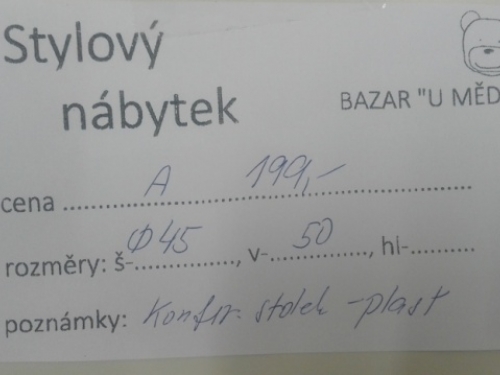 Stylový
nábytek
BAZAR "U MĚD
cena ........ A ........ 199,- ........
rozměry: š- Φ45 , v- 50 , hl-..........
poznámky: Konfer. stolek - plast